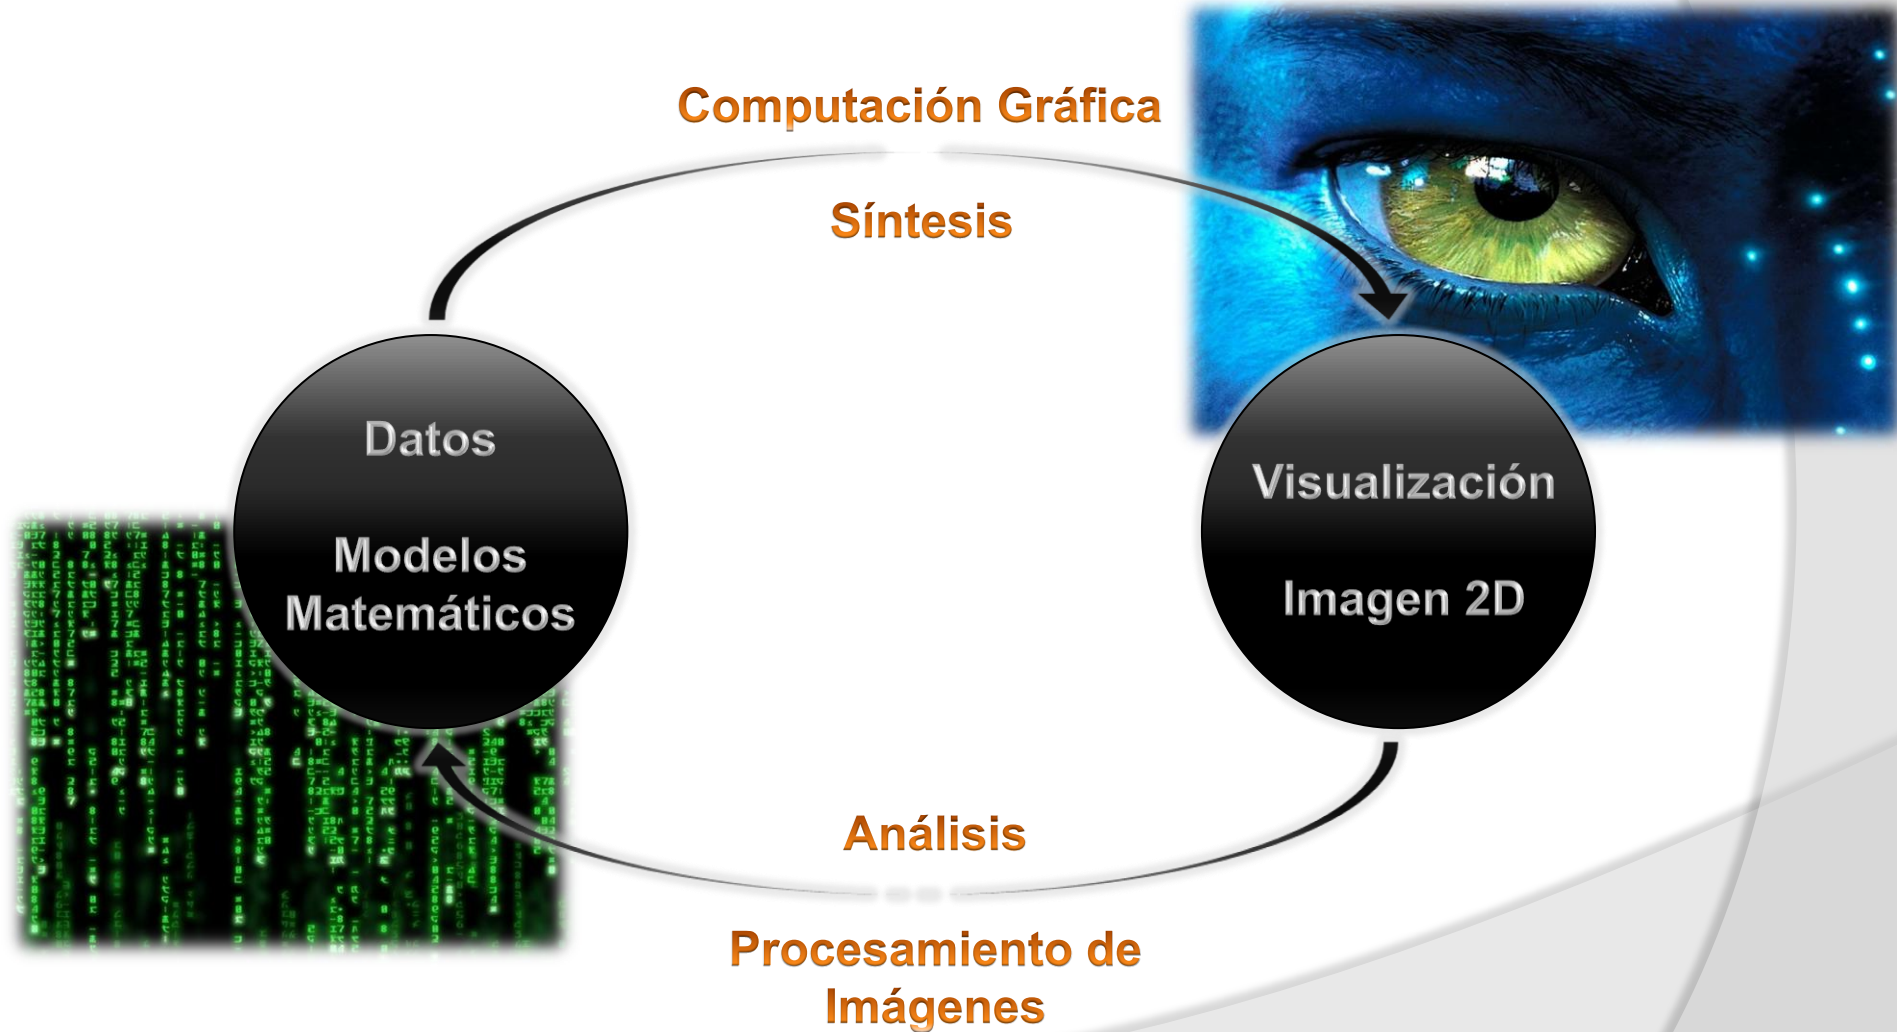 Computación Gráfica
Síntesis
Datos
Modelos
Matemáticos
Visualización
Imagen 2D
Análisis
Procesamiento de
Imágenes